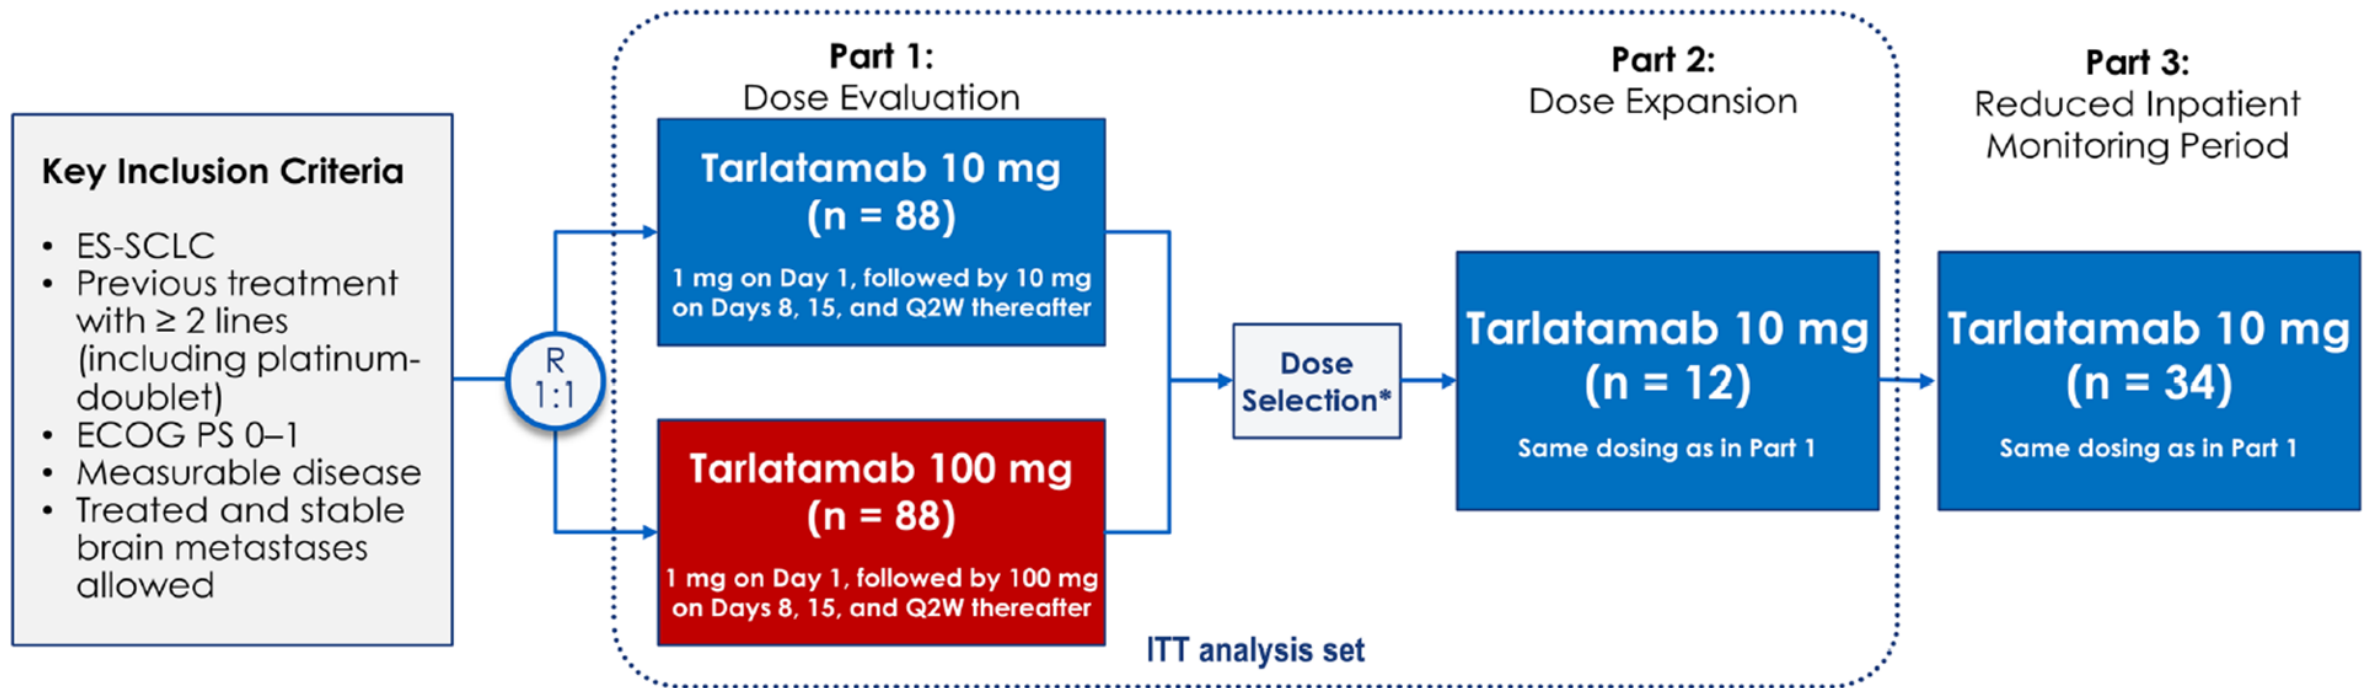 Key Inclusion Criteria
• ES-SCLC
• Previous treatment
with ≥ 2 lines
(including platinum-
doublet)
• ECOG PS 0–1
• Measurable disease
• Treated and stable
brain metastases
allowed
R
1:1
Part 1:
Dose Evaluation
Tarlatamab 10 mg
(n = 88)
1 mg on Day 1, followed by 10 mg
on Days 8, 15, and Q2W thereafter
Tarlatamab 100 mg
(n = 88)
1 mg on Day 1, followed by 100 mg
on Days 8, 15, and Q2W thereafter
Dose
Selection*
Part 2:
Dose Expansion
Tarlatamab 10 mg
(n = 12)
Same dosing as in Part 1
ITT analysis set
Part 3:
Reduced Inpatient
Monitoring Period
Tarlatamab 10 mg
(n = 34)
Same dosing as in Part 1